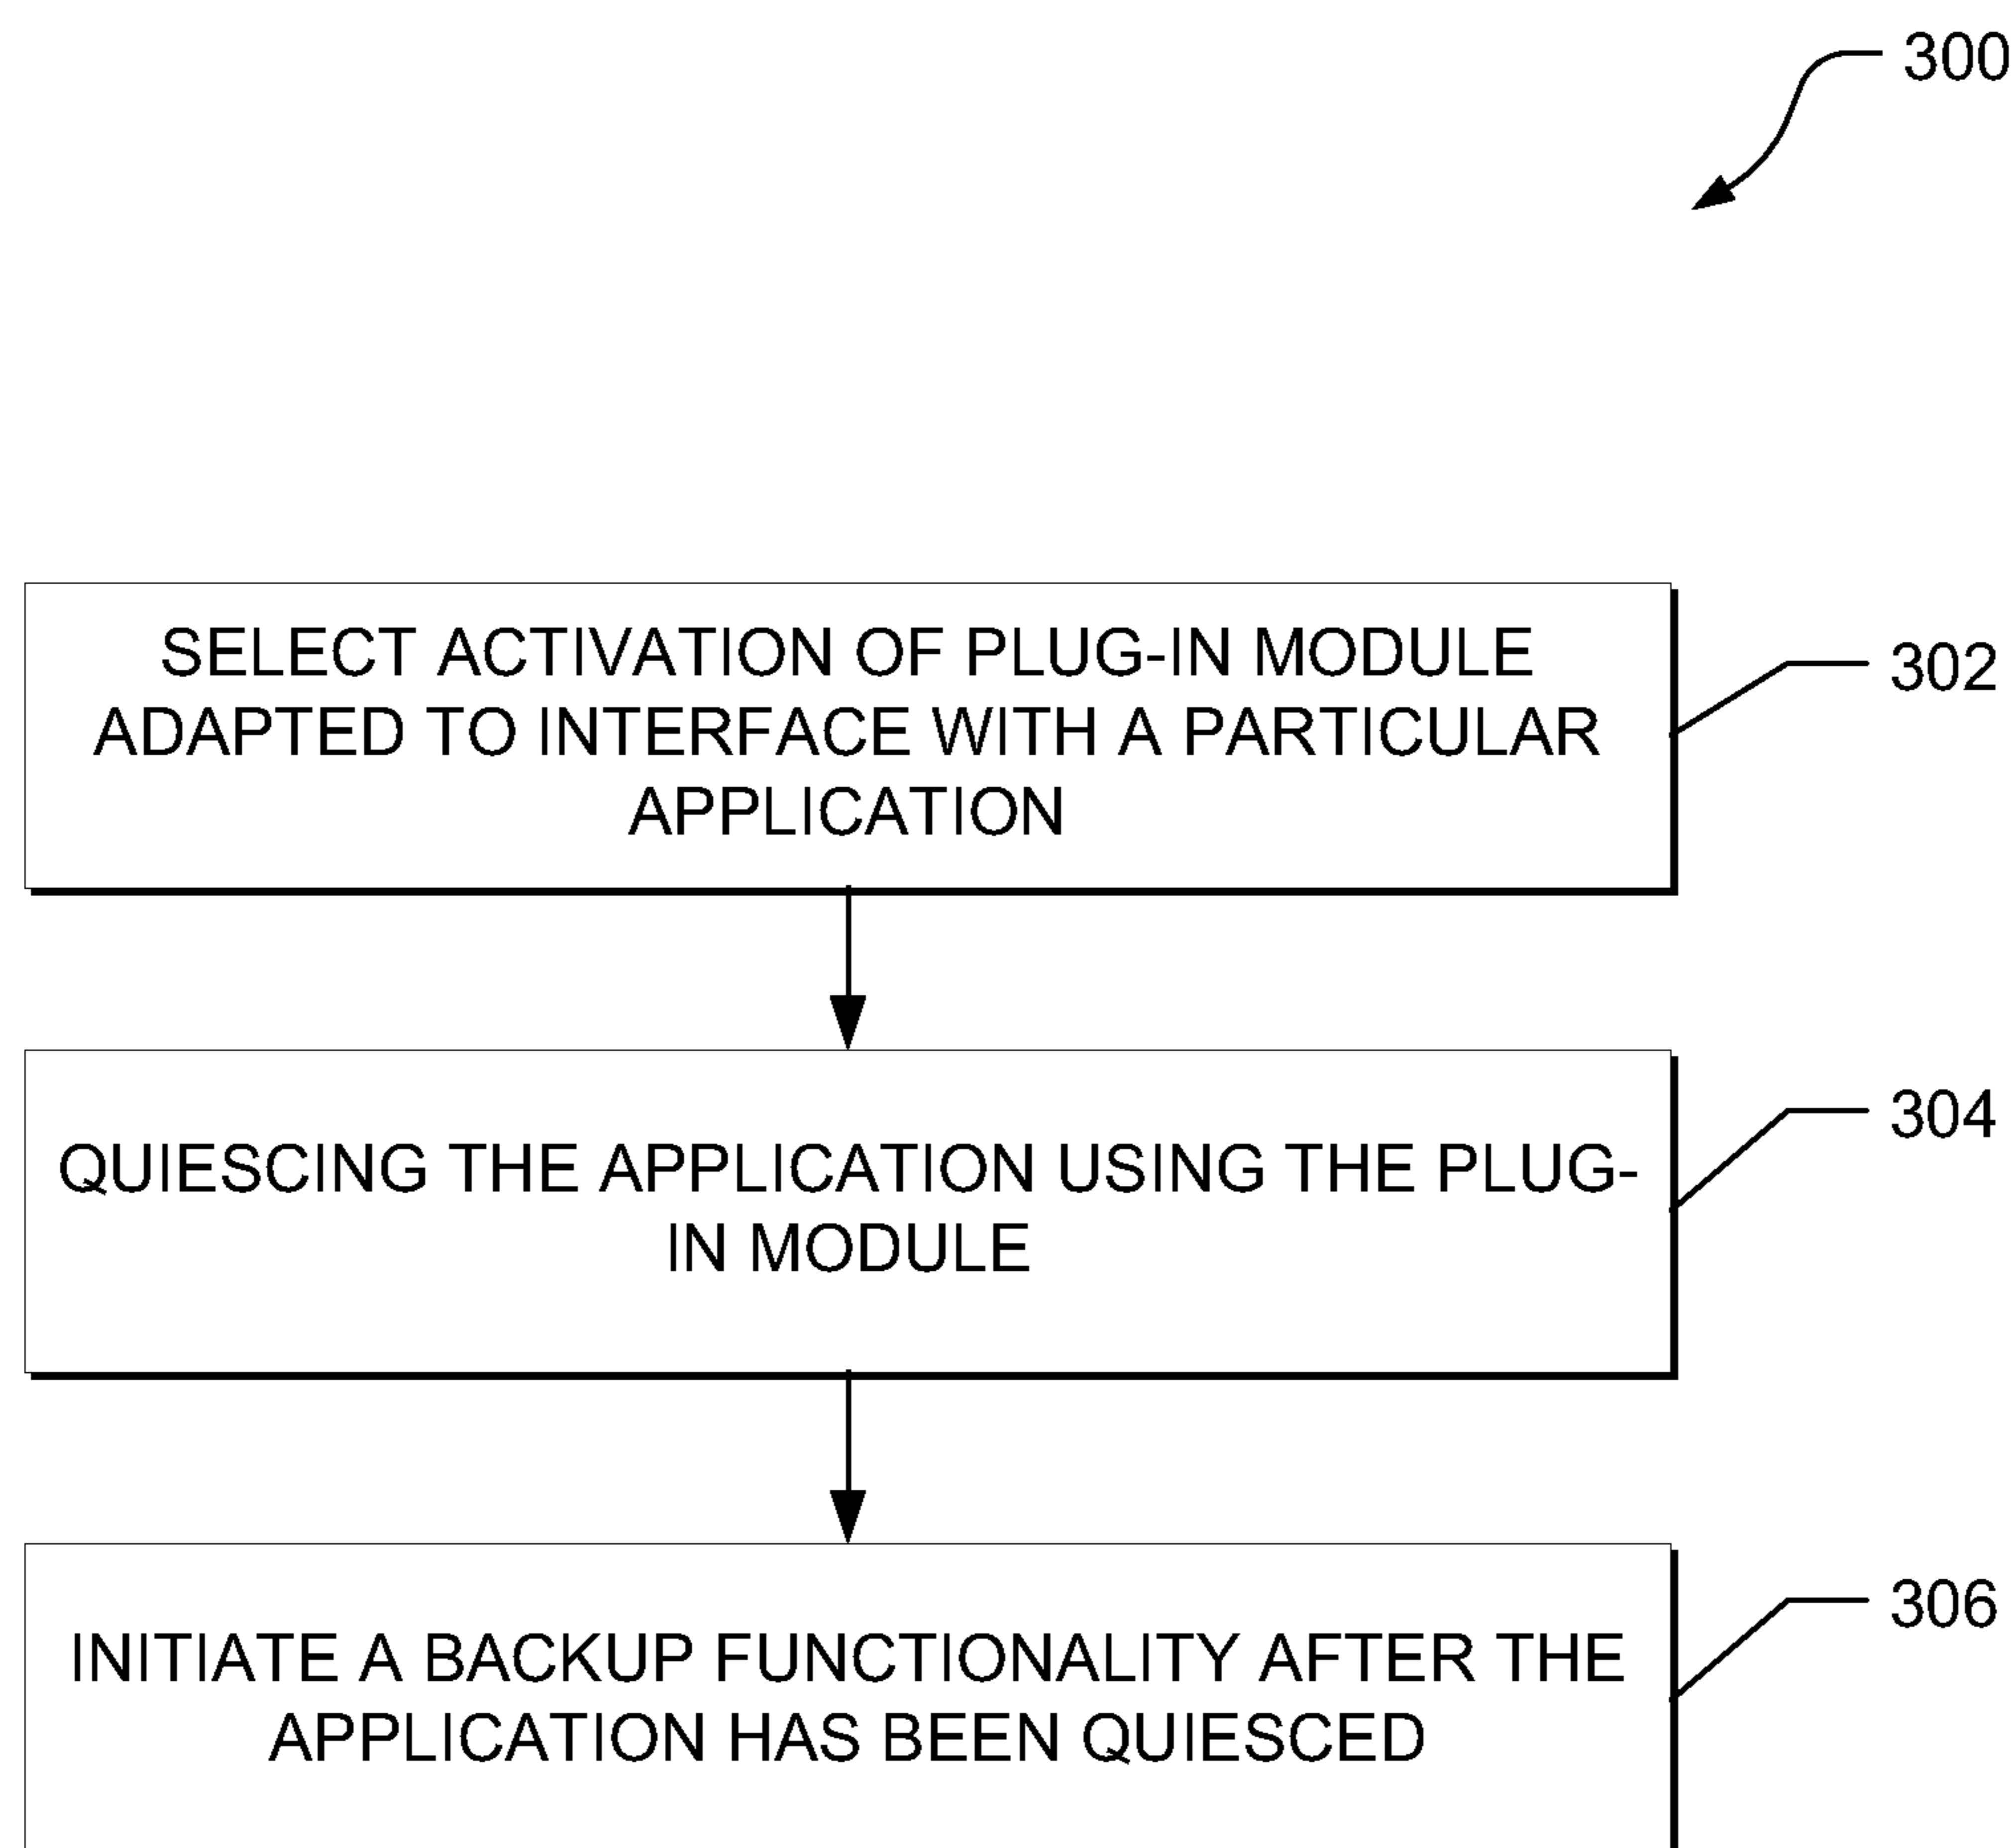 300
SELECT ACTIVATION OF PLUG-IN MODULE
ADAPTED TO INTERFACE WITH A PARTICULAR
APPLICATION
302
QUIESCING THE APPLICATION USING THE PLUG-
IN MODULE
304
INITIATE A BACKUP FUNCTIONALITY AFTER THE
APPLICATION HAS BEEN QUIESCED
306